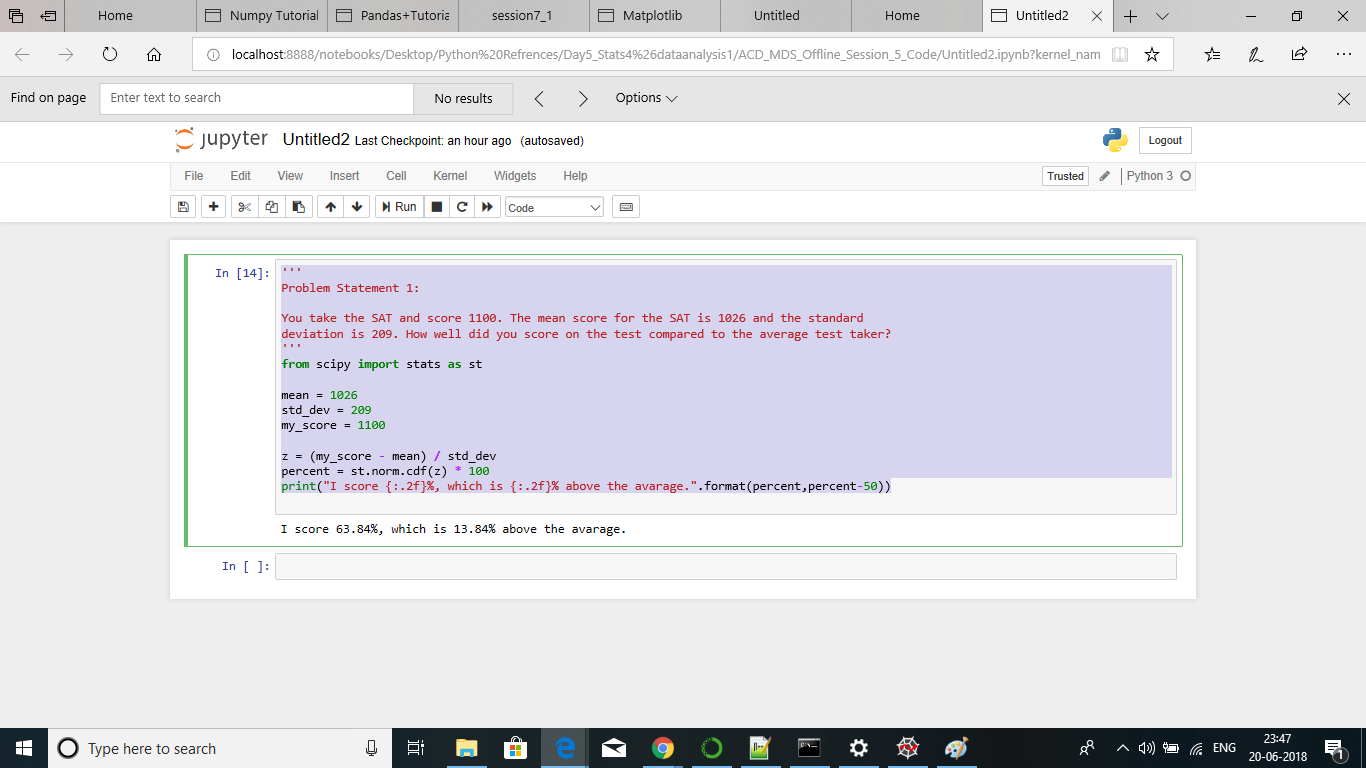 Home
Numpy Tutorial
Pandas+Tutoria
session7_1
Matplotlib
Untitled
Home
Untitled2
localhost:8888/notebooks/Desktop/Python%20Refrences/Day5_Stats4%26dataanalysis1/ACD_MDS_Offline_Session_5_Code/Untitled2.ipynb?kernel_nam
Find on page
Enter text to search
No results
Options
jupyter
Untitled2 Last Checkpoint: an hour ago (autosaved)
Logout
File Edit View Insert Cell Kernel Widgets Help
Trusted
Python 3
Run
Code
In [14]:
'''
Problem Statement 1:
You take the SAT and score 1100. The mean score for the SAT is 1026 and the standard
deviation is 209. How well did you score on the test compared to the average test taker?
'''
from scipy import stats as st
mean = 1026
std_dev = 209
my_score = 1100
z = (my_score - mean) / std_dev
percent = st.norm.cdf(z) * 100
print("I score {:.2f}%, which is {:.2f}% above the avarage.".format(percent,percent-50))
I score 63.84%, which is 13.84% above the avarage.
In [ ]:
Type here to search
ENG
23:47
20-06-2018
1